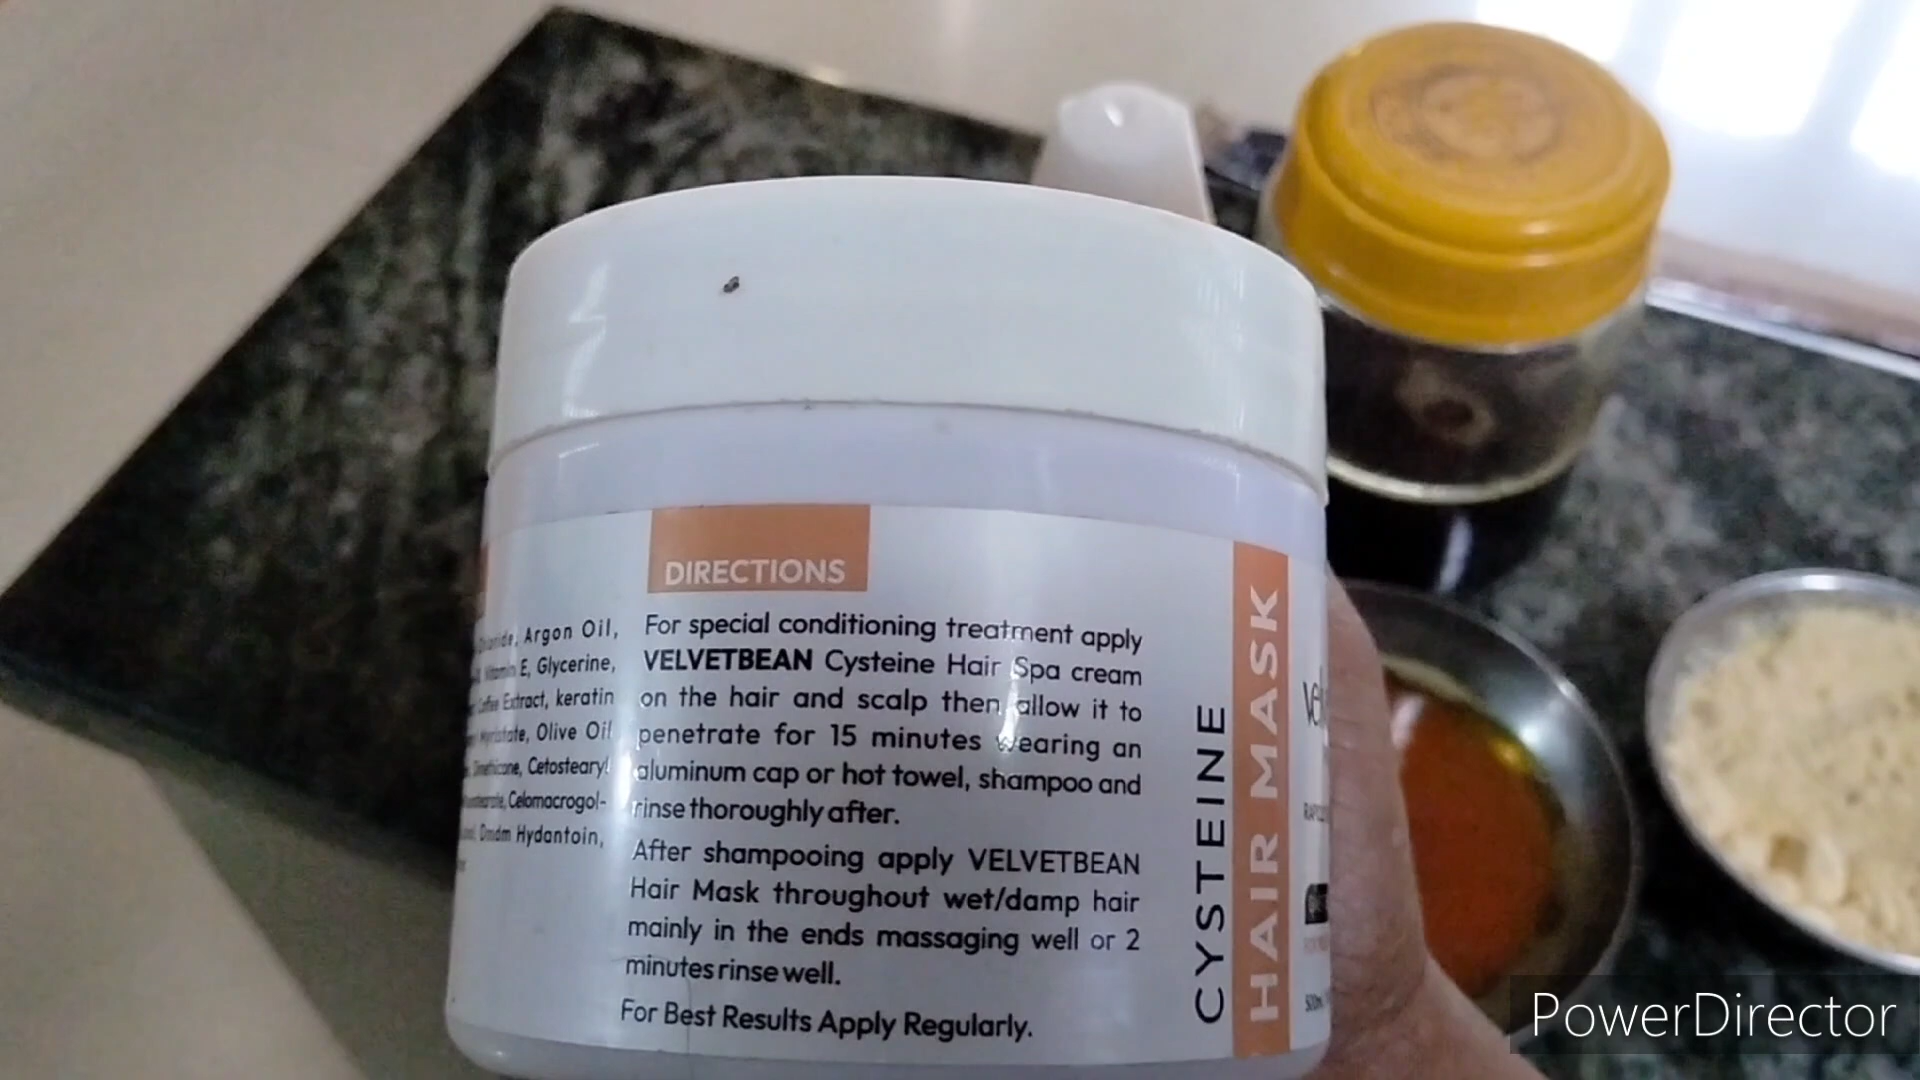 DIRECTIONS
For special conditioning treatment apply
VELVETBEAN Cysteine Hair Spa cream
on the hair and scalp then allow it to
penetrate for 15 minutes wearing an
aluminum cap or hot towel, shampoo and
rinse thoroughly after.
After shampooing apply VELVETBEAN
Hair Mask throughout wet/damp hair
mainly in the ends massaging well or 2
minutes rinse well.
For Best Results Apply Regularly.
Argon Oil,
E, Glycerine,
Coffee Extract, keratin
Olive Oil
Dimethicone, Cetostearyl
Celomacrogol-
Dmdm Hydantoin,
CYSTEINE
HAIR MASK
PowerDirector